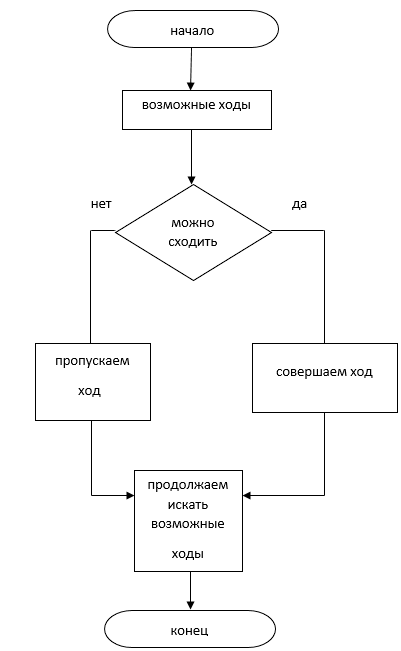 начало
возможные ходы
нет
да
можно
сходить
пропускаем
ход
совершаем ход
продолжаем
искать
возможные
ходы
конец